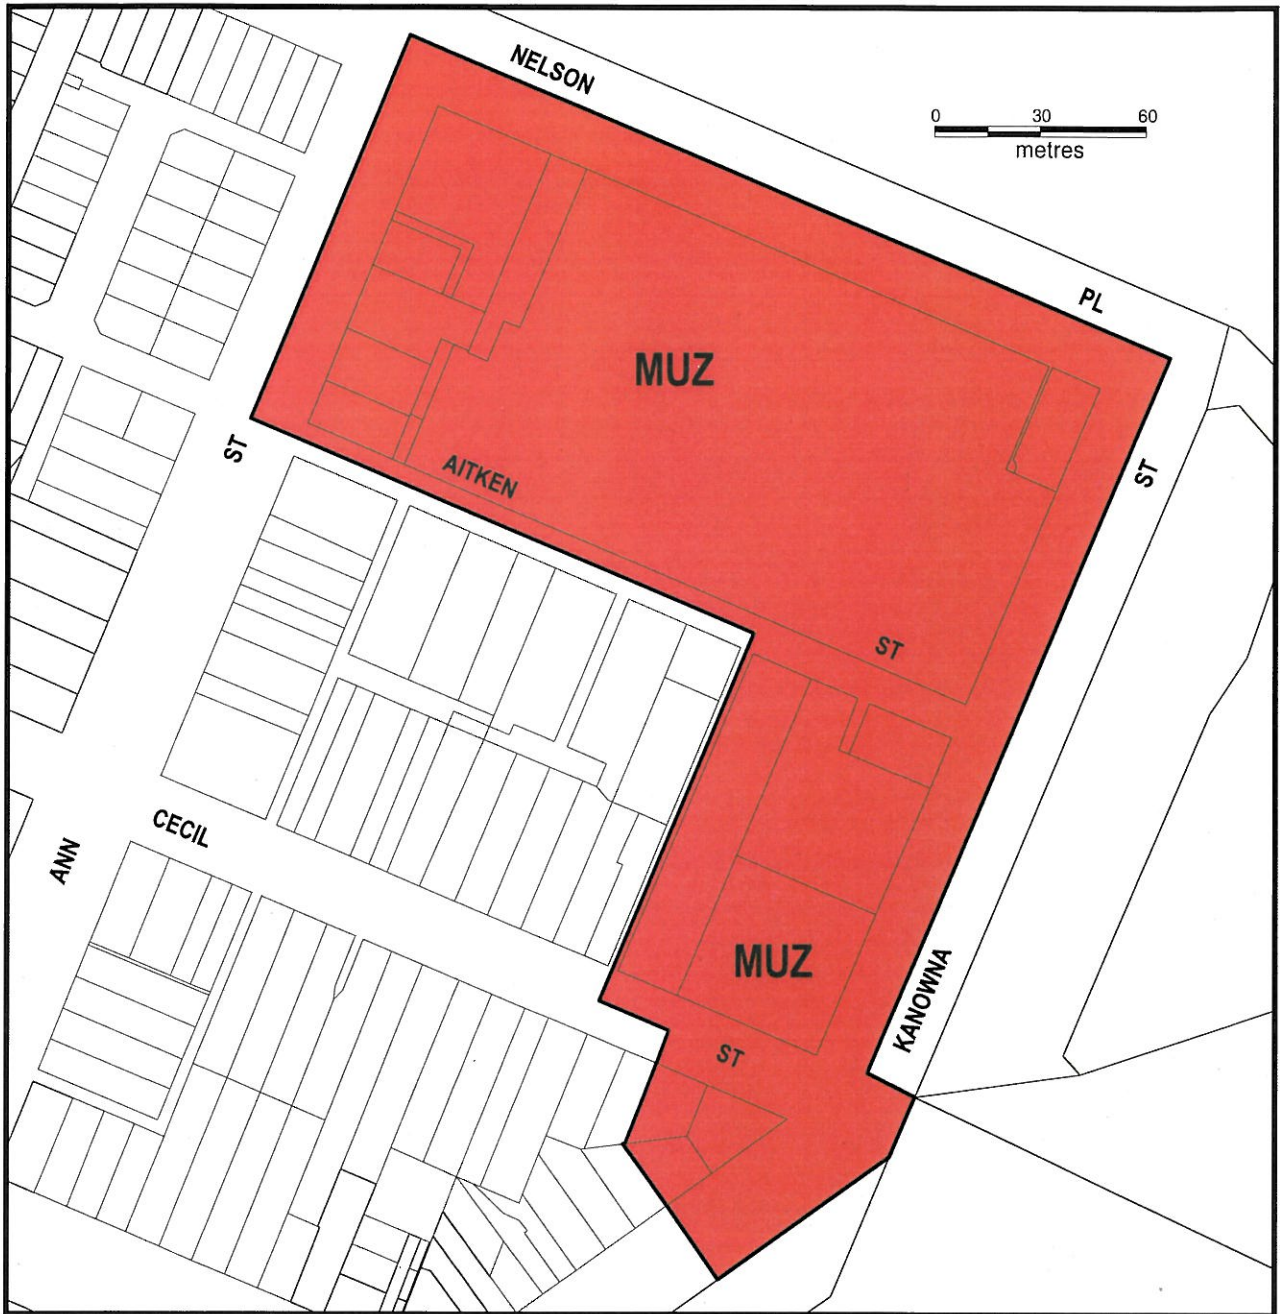 NELSON
0 30 60
metres
PL
MUZ
ST
AITKEN
ST
ST
CECIL
ANN
MUZ
KANOWNA
ST